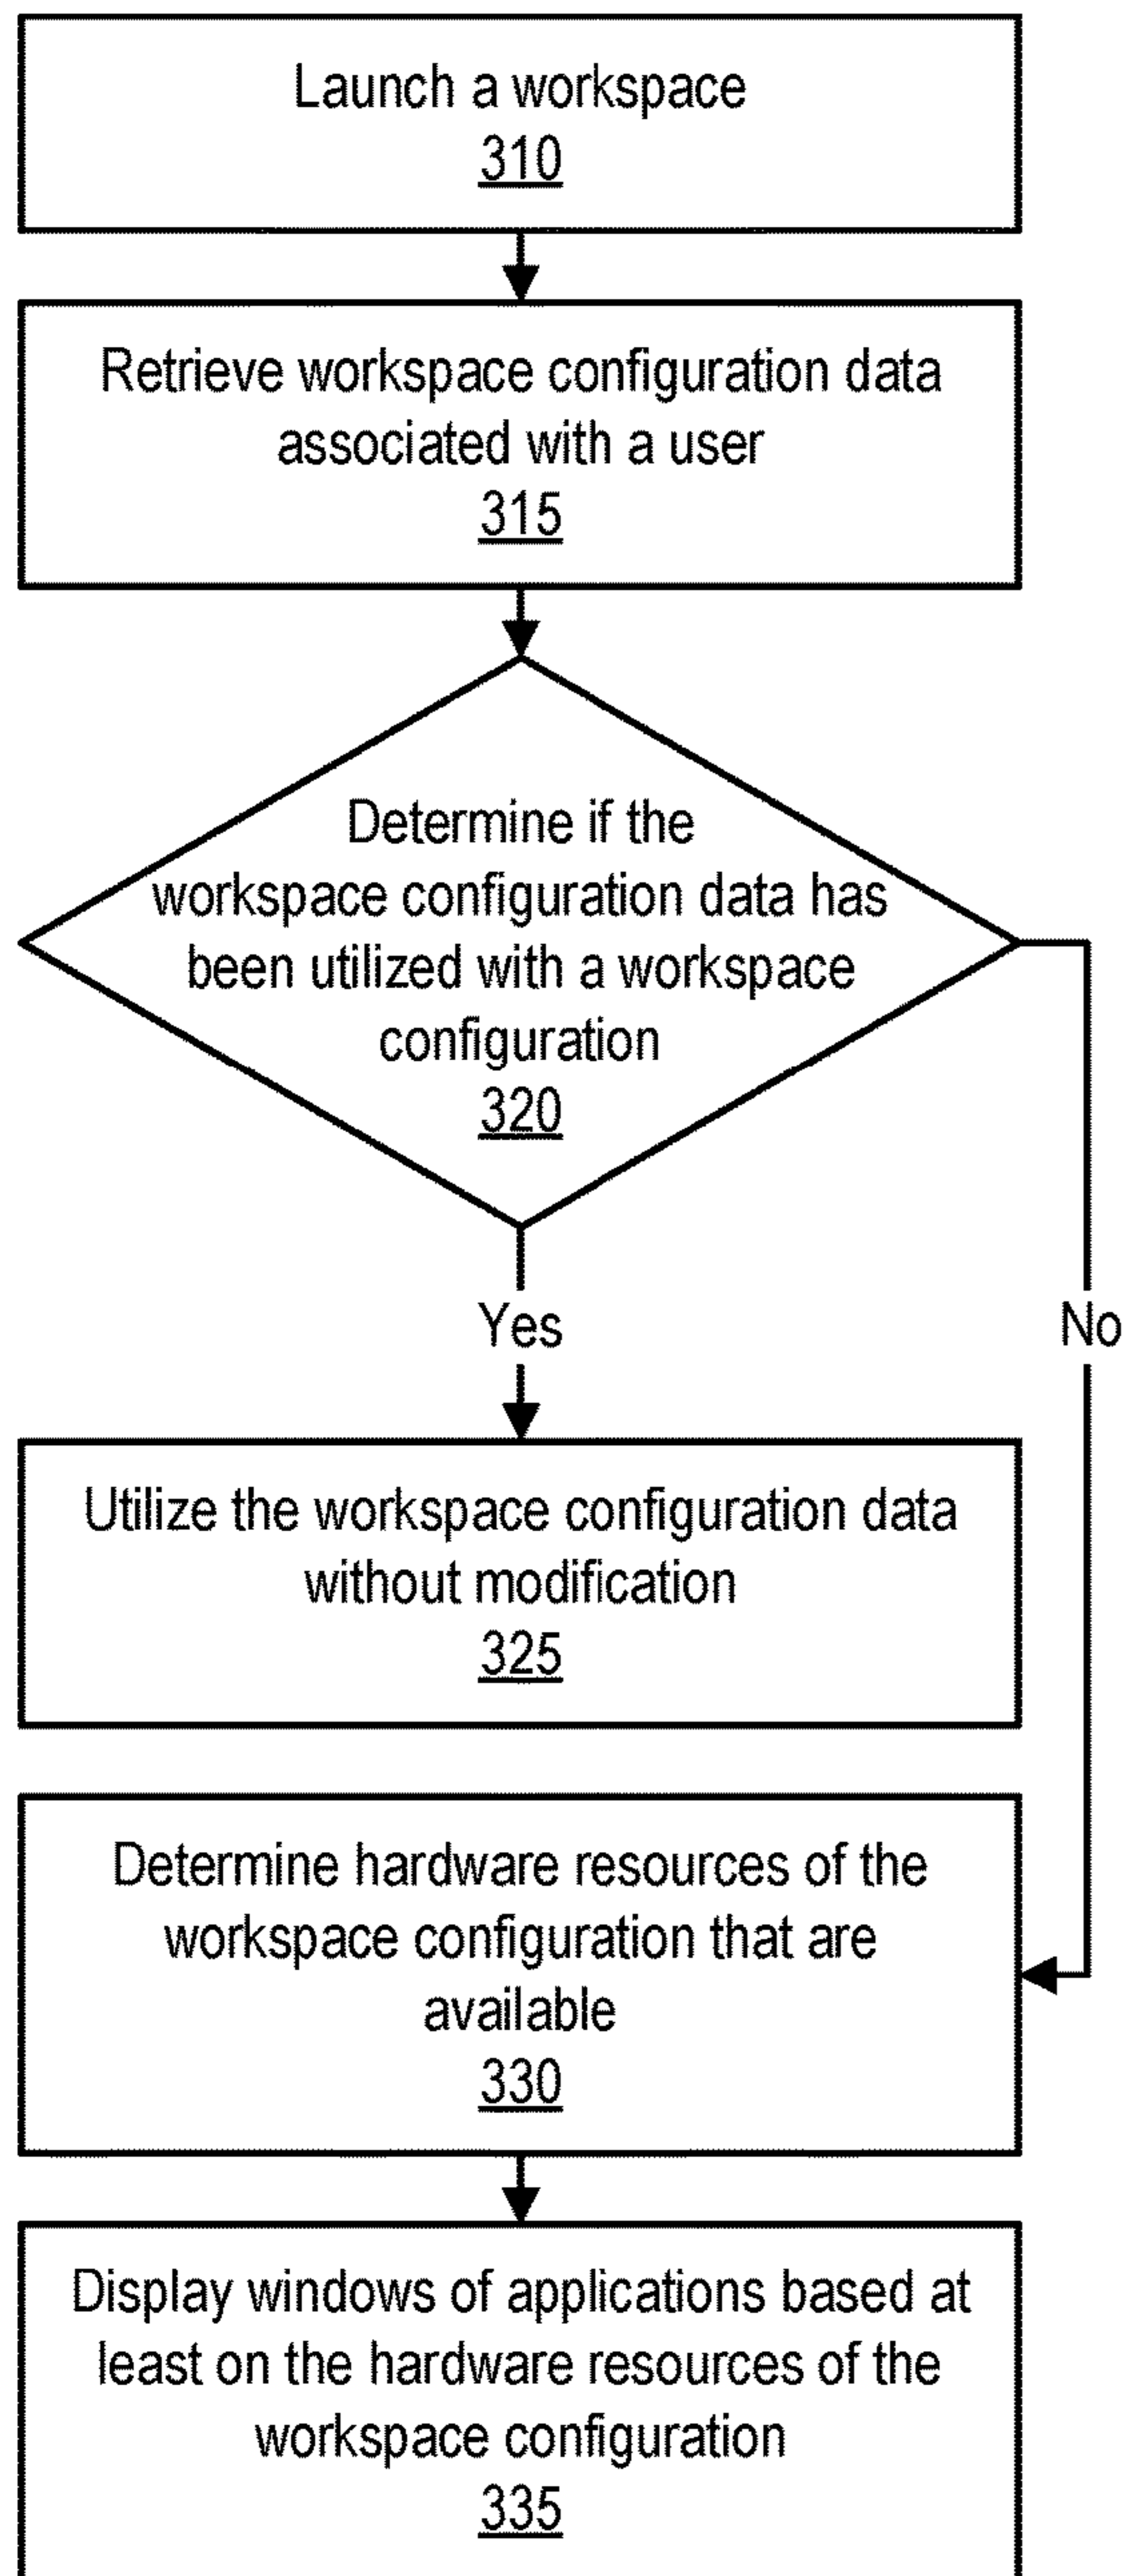 Launch a workspace
310
Retrieve workspace configuration data
associated with a user
315
Determine if the
workspace configuration data has
been utilized with a workspace
configuration
320
Yes
No
Utilize the workspace configuration data
without modification
325
Determine hardware resources of the
workspace configuration that are
available
330
Display windows of applications based at
least on the hardware resources of the
workspace configuration
335